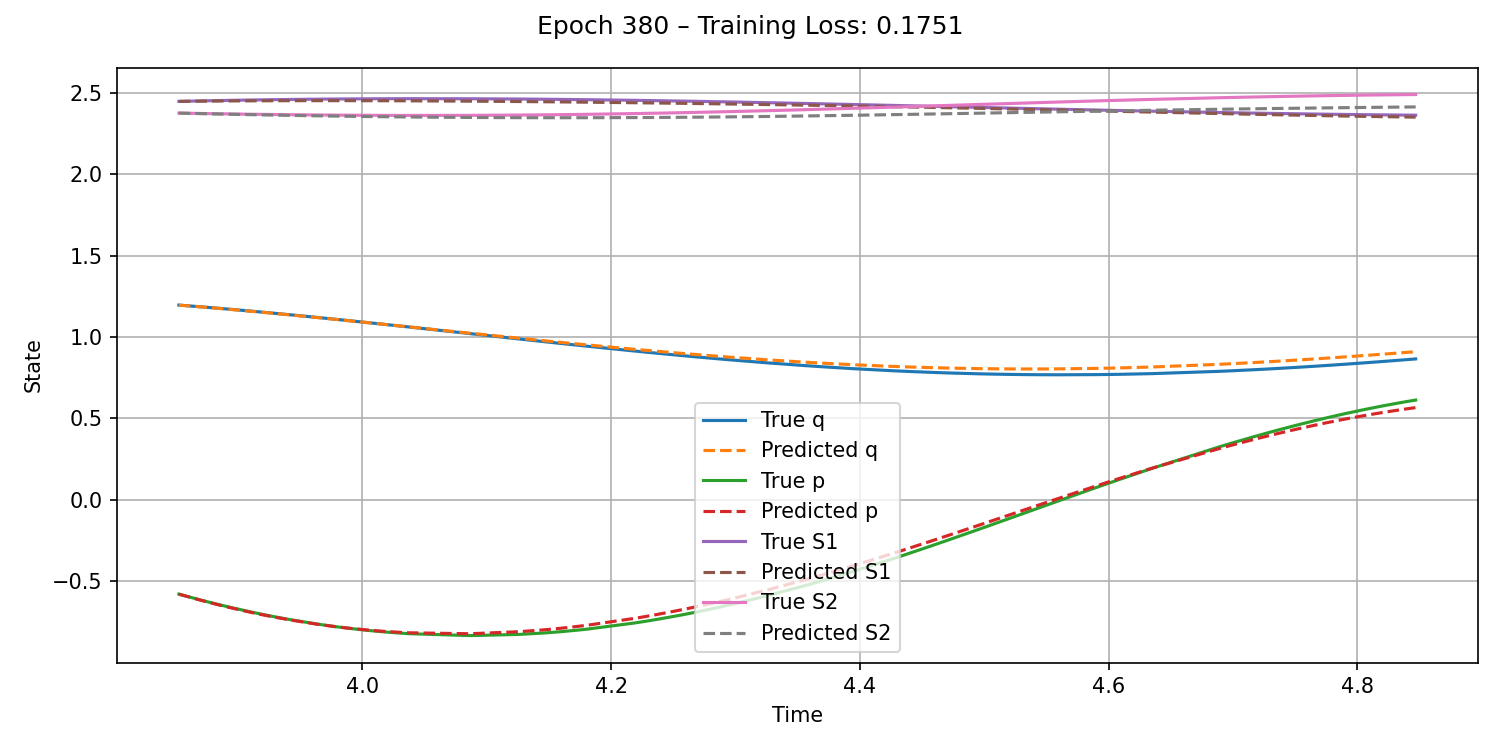 Epoch 380 – Training Loss: 0.1751
2.5
2.0
1.5
1.0
0.5
0.0
−0.5
State
True q
Predicted q
True p
Predicted p
True S1
Predicted S1
True S2
Predicted S2
4.0 4.2 4.4 4.6 4.8
Time